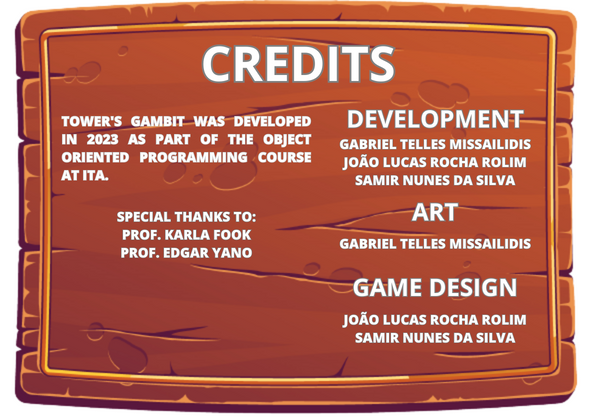 CREDITS
TOWER'S GAMBIT WAS DEVELOPED
IN 2023 AS PART OF THE OBJECT
ORIENTED PROGRAMMING COURSE
AT ITA.
SPECIAL THANKS TO:
PROF. KARLA FOOK
PROF. EDGAR YANO
DEVELOPMENT
GABRIEL TELLES MISSAILIDIS
JOÃO LUCAS ROCHA ROLIM
SAMIR NUNES DA SILVA
ART
GABRIEL TELLES MISSAILIDIS
GAME DESIGN
JOÃO LUCAS ROCHA ROLIM
SAMIR NUNES DA SILVA